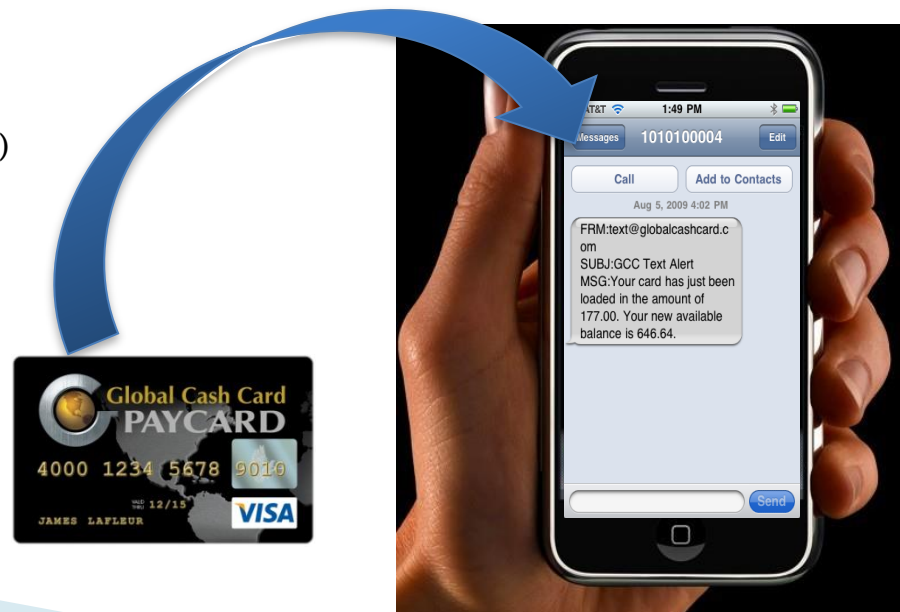 )
AT&T 1:49 PM
Messages 1010100004 Edit
Call Add to Contacts
Aug 5, 2009 4:02 PM
FRM:text@globalcashcard.c
om
SUBJ:GCC Text Alert
MSG:Your card has just been
loaded in the amount of
177.00. Your new available
balance is 646.64.
Send
Global Cash Card
PAYCARD
4000 1234 5678 9010
VALID
THRU 12/15
JAMES LAFLEUR
VISA